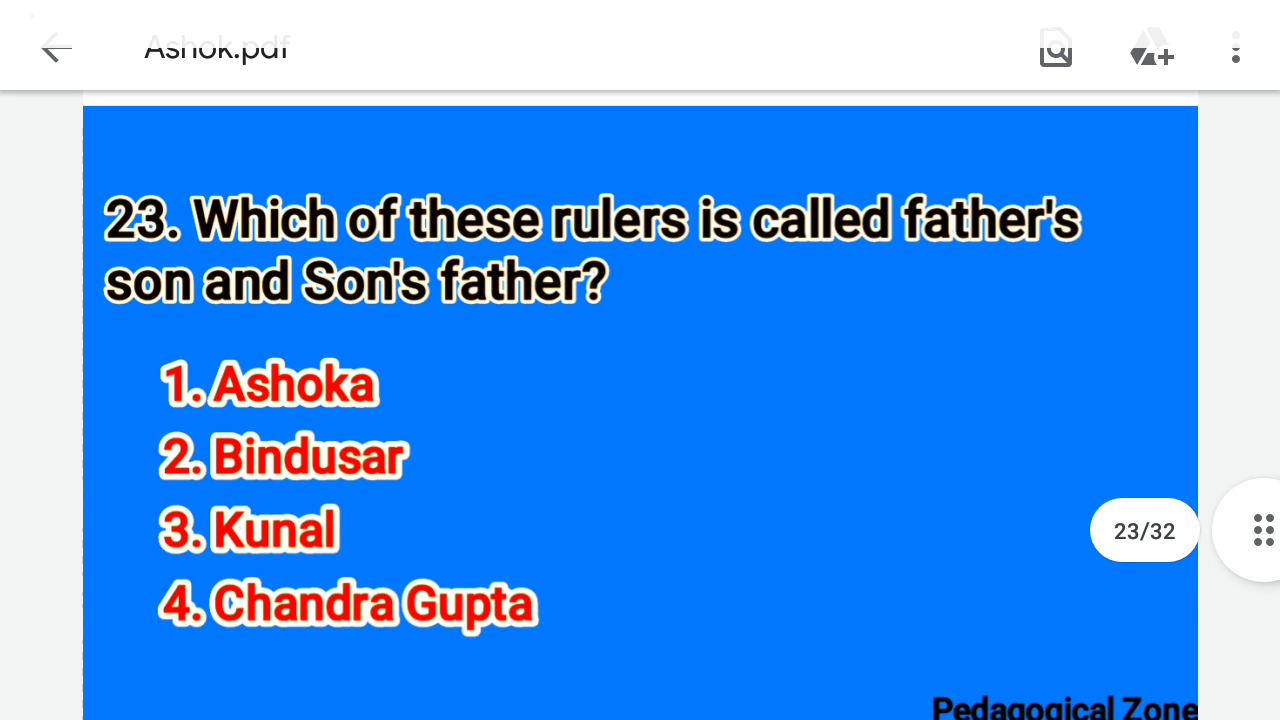 Ashok.pdf
23. Which of these rulers is called father's
son and Son's father?
1. Ashoka
2. Bindusar
3. Kunal
4. Chandra Gupta
23/32
Pedagogical Zone